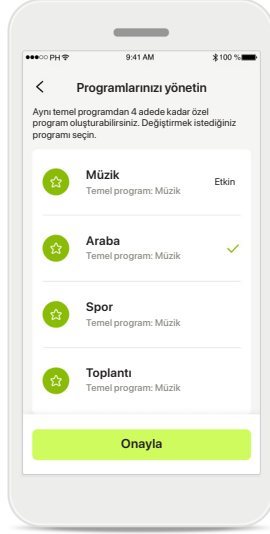 PH 9:41 AM 100 %
Programlarınızı yönetin
Aynı temel programdan 4 adede kadar özel
program oluşturabilirsiniz. Değiştirmek istediğiniz
programı seçin.
Müzik
Temel program: Müzik
Etkin
Araba
Temel program: Müzik
Spor
Temel program: Müzik
Toplantı
Temel program: Müzik
Onayla